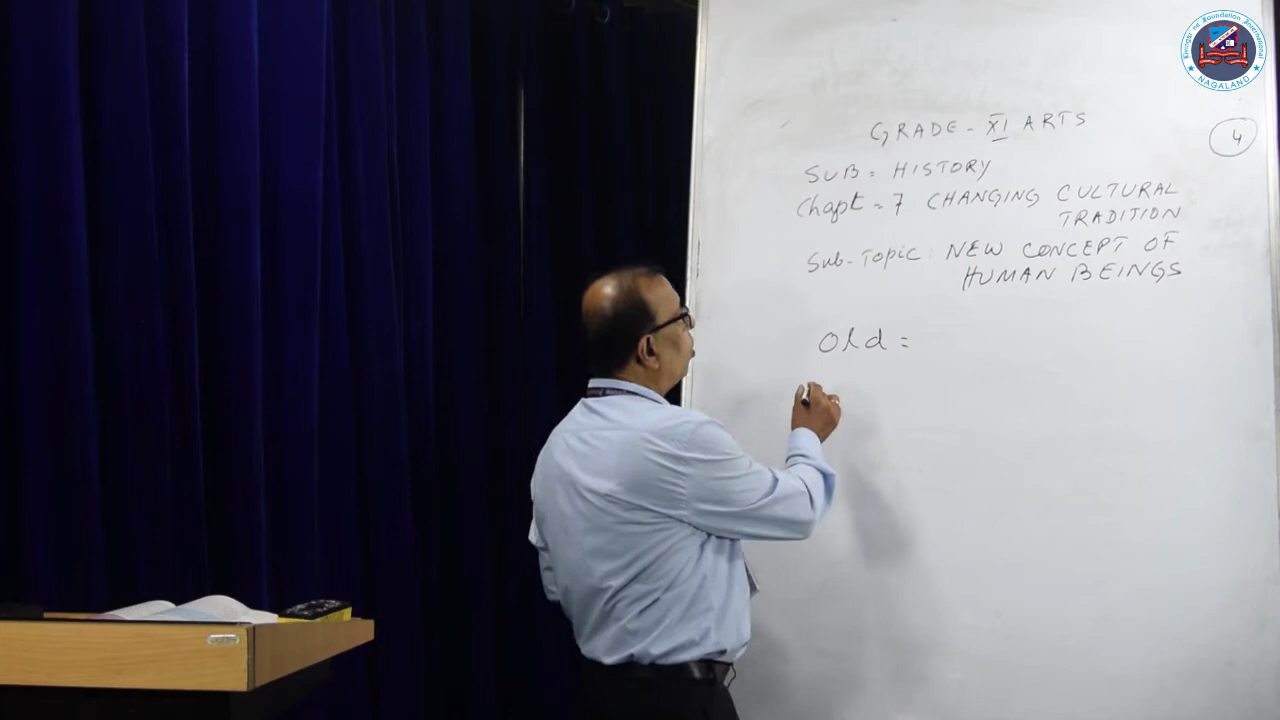 GRADE - XI ARTS
4
SUB = HISTORY
Chapt = 7 CHANGING CULTURAL
TRADITION
Sub-Topic: NEW CONCEPT OF
HUMAN BEINGS
Old =
NAGALAND